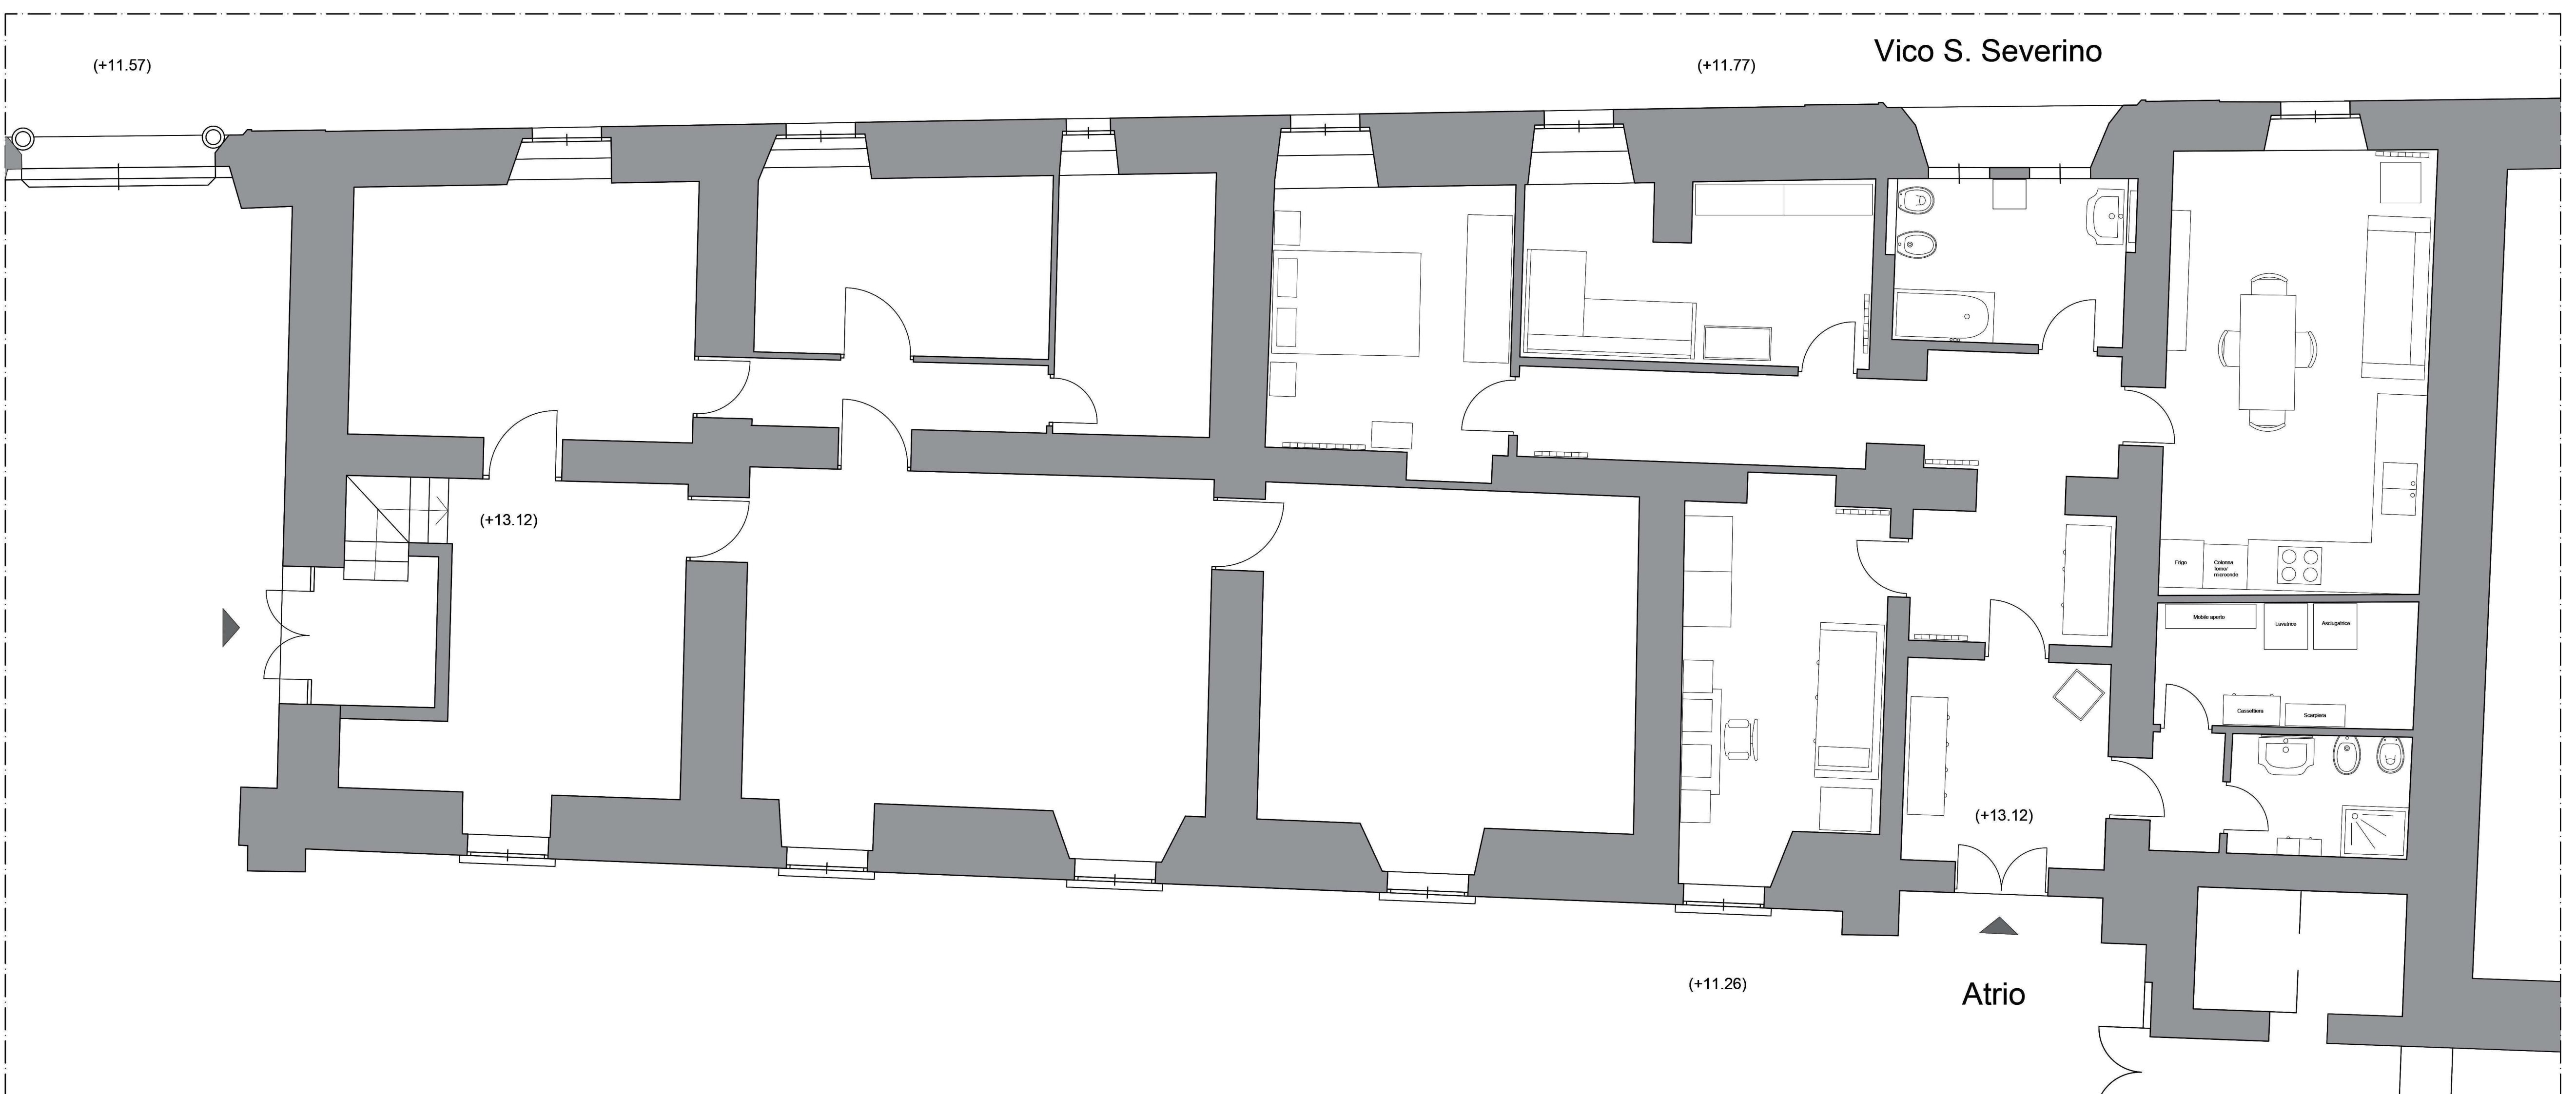 Vico S. Severino
(+11.57)
(+11.77)
(+13.12)
Frigo
Colonna
forno/
microonde
Mobile aperto
Lavatrice
Asciugatrice
Cassettiera
Scarpiera
(+13.12)
(+11.26)
Atrio